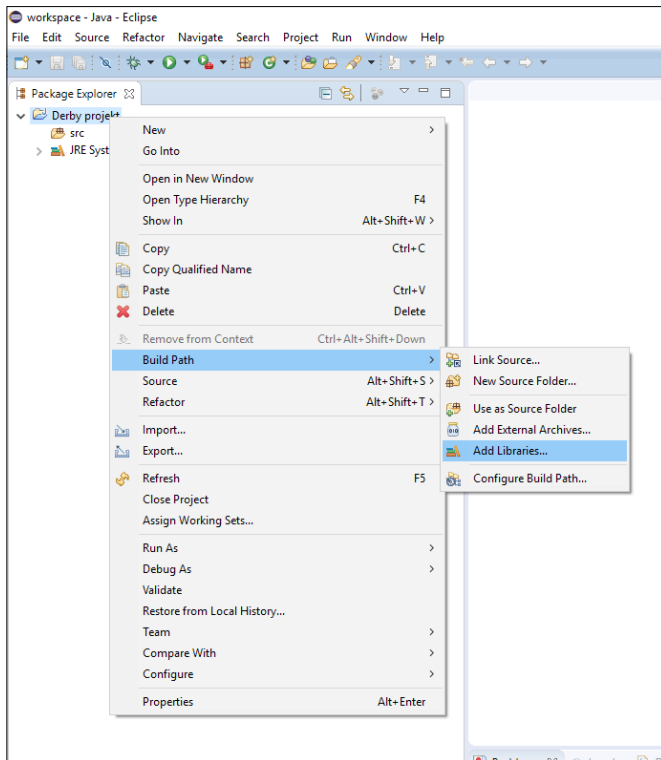 workspace - Java - Eclipse
File Edit Source Refactor Navigate Search Project Run Window Help
Package Explorer
Derby projekt
src
JRE Syst
New
Go Into
Open in New Window
Open Type Hierarchy F4
Show In Alt+Shift+W
Copy Ctrl+C
Copy Qualified Name
Paste Ctrl+V
Delete Delete
Remove from Context Ctrl+Alt+Shift+Down
Build Path
Source Alt+Shift+S
Refactor Alt+Shift+T
Import...
Export...
Refresh F5
Close Project
Assign Working Sets...
Run As
Debug As
Validate
Restore from Local History...
Team
Compare With
Configure
Properties Alt+Enter
Link Source...
New Source Folder...
Use as Source Folder
Add External Archives...
Add Libraries...
Configure Build Path...